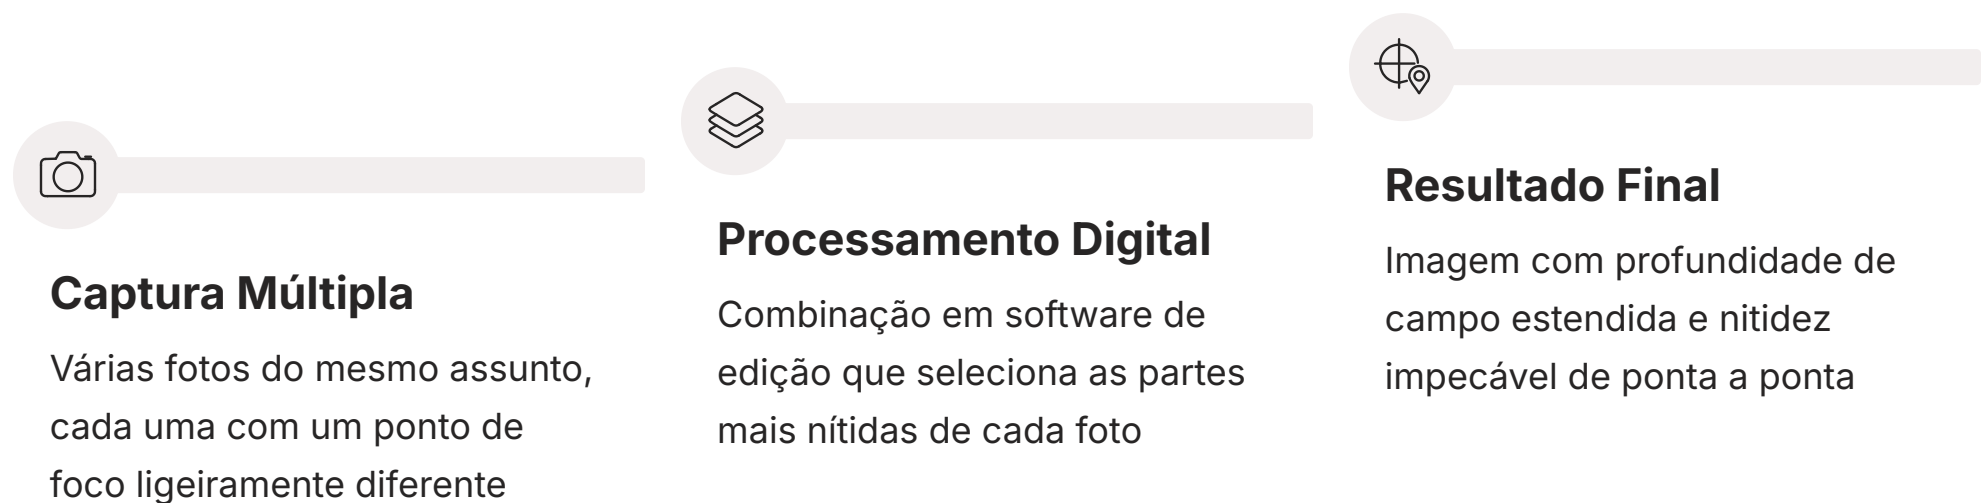 Captura Múltipla
Várias fotos do mesmo assunto,
cada uma com um ponto de
foco ligeiramente diferente
Processamento Digital
Combinação em software de
edição que seleciona as partes
mais nítidas de cada foto
Resultado Final
Imagem com profundidade de
campo estendida e nitidez
impecável de ponta a ponta